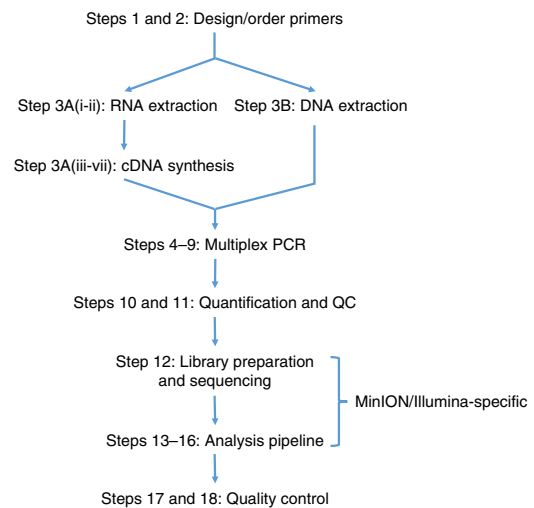 Steps 1 and 2: Design/order primers
Step 3A(i-ii): RNA extraction
Step 3B: DNA extraction
Step 3A(iii-vii): cDNA synthesis
Steps 4–9: Multiplex PCR
Steps 10 and 11: Quantification and QC
Step 12: Library preparation
and sequencing
MinION/Illumina-specific
Steps 13–16: Analysis pipeline
Steps 17 and 18: Quality control